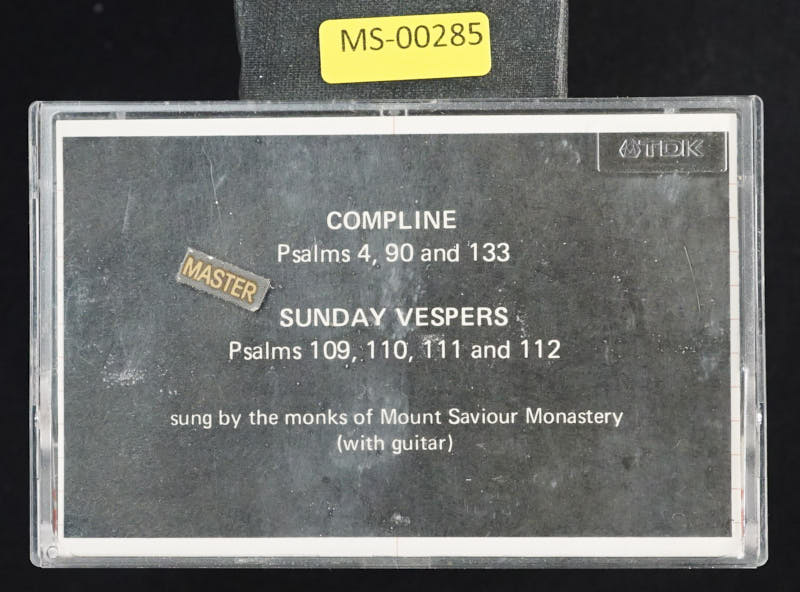 MS-00285
TDK
COMPLINE
Psalms 4, 90 and 133
MASTER
SUNDAY VESPERS
Psalms 109, 110, 111 and 112
sung by the monks of Mount Saviour Monastery
(with guitar)